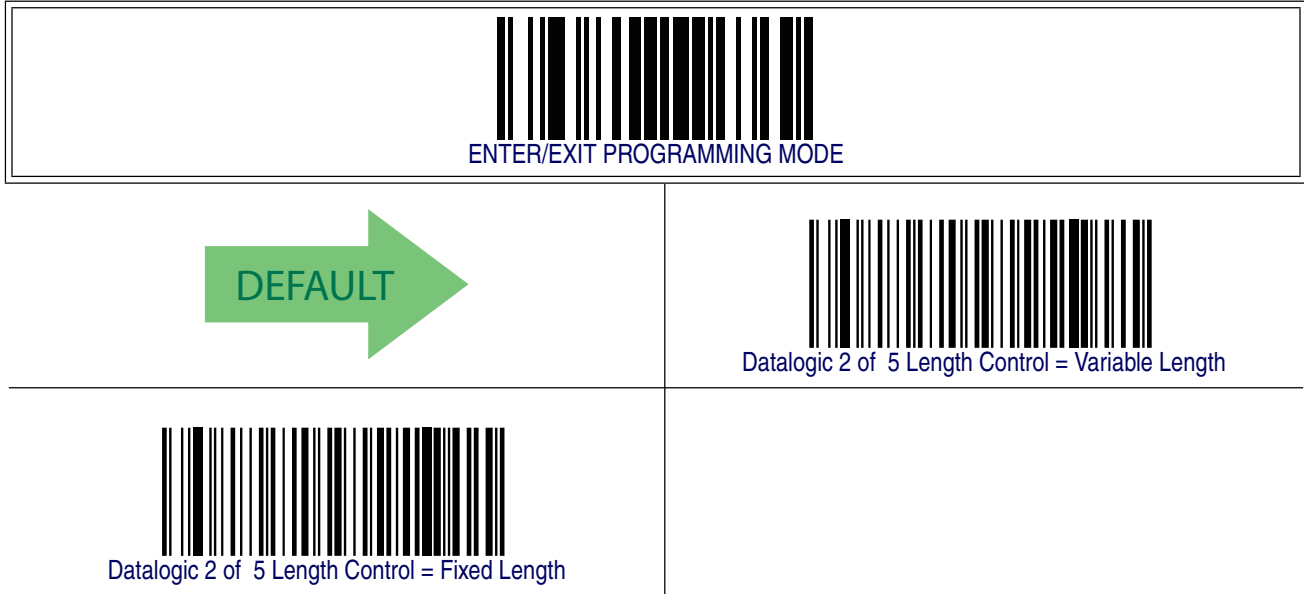 ENTER/EXIT PROGRAMMING MODE
DEFAULT
Datalogic 2 of 5 Length Control = Variable Length
Datalogic 2 of 5 Length Control = Fixed Length